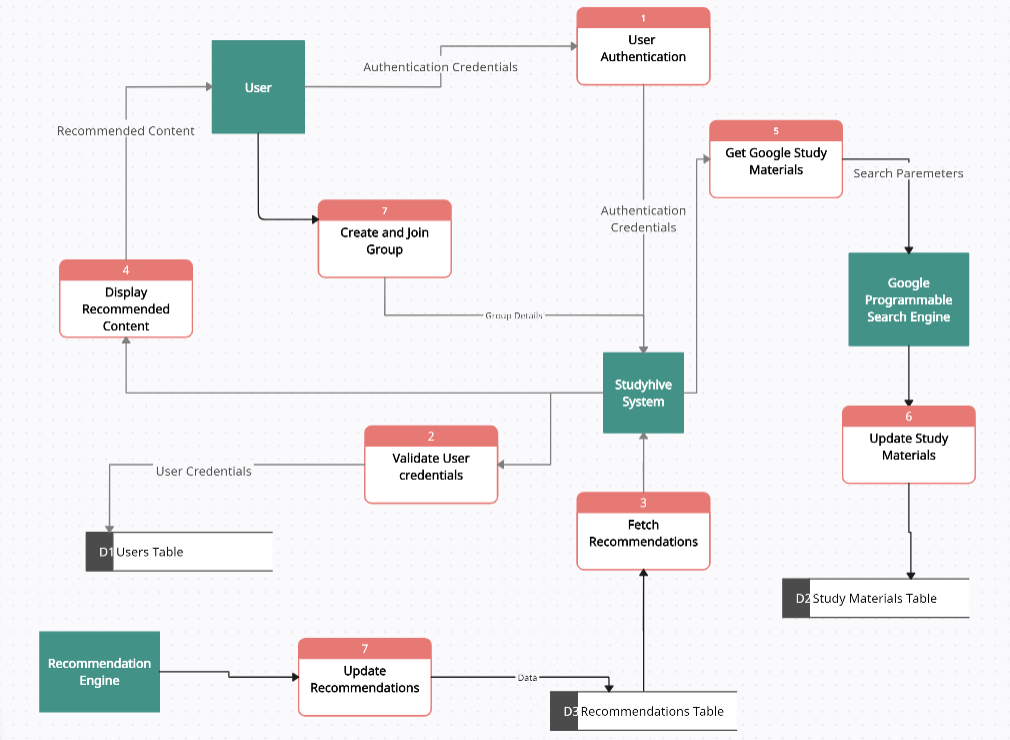 1
User
Authentication
User
Authentication Credentials
5
Get Google Study
Materials
Recommended Content
Search Paremeters
7
Create and Join
Group
Authentication
Credentials
4
Display
Recommended
Content
Google
Programmable
Search Engine
Group Details
Studyhive
System
6
Update Study
Materials
2
Validate User
credentials
User Credentials
3
Fetch
Recommendations
D1 Users Table
D2 Study Materials Table
Recommendation
Engine
7
Update
Recommendations
Data
D3 Recommendations Table